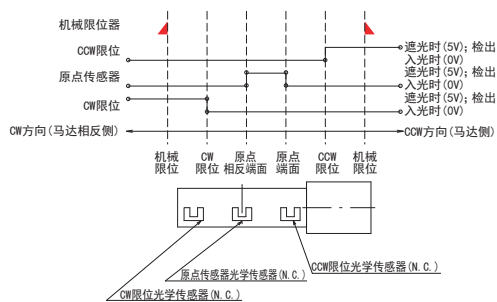 机械限位器
CCW限位
遮光时(5V);检出
入光时(0V)
原点传感器
遮光时(5V);检出
入光时(0V)
CW限位
遮光时(5V);检出
入光时(0V)
CW方向(马达相反侧)
CCW方向(马达侧)
机械
限位
CW
限位
原点
相反端面
原点
端面
CCW
限位
机械
限位
CCW限位光学传感器(N.C.)
原点传感器光学传感器(N.C.)
CW限位光学传感器(N.C.)